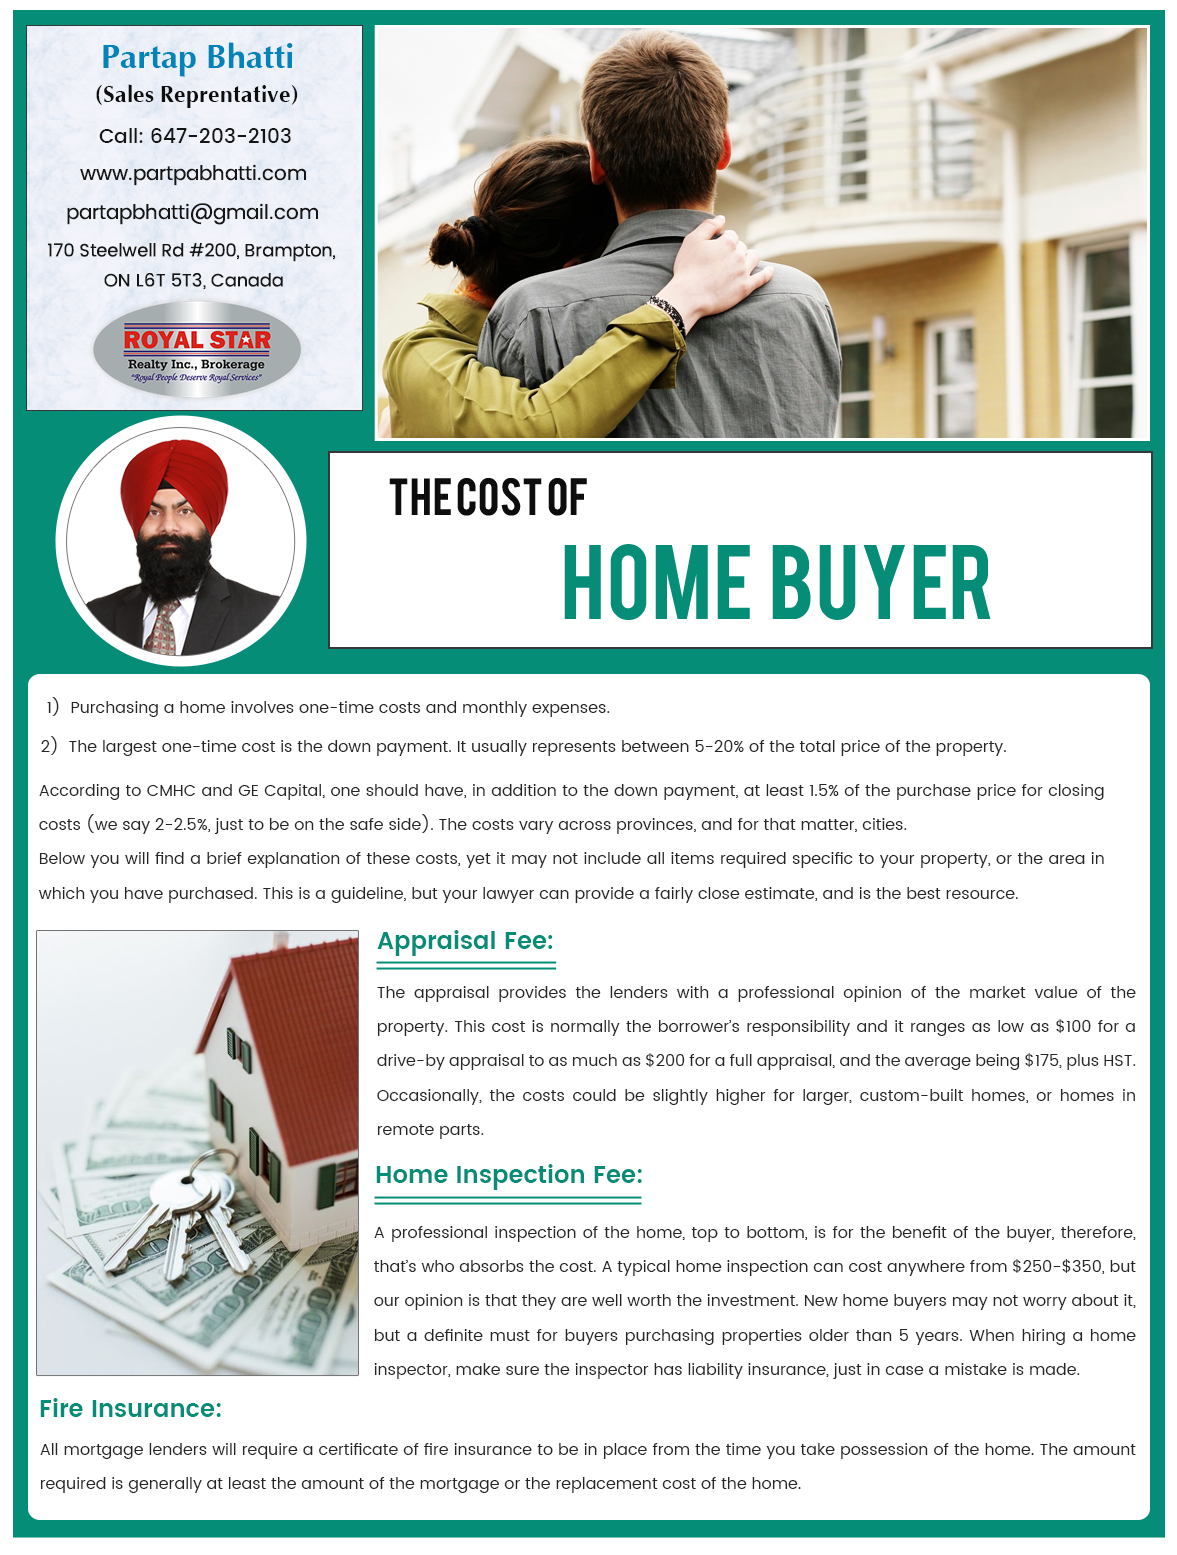 Partap Bhatti
(Sales Reprentative)
Call: 647-203-2103
www.partpabhatti.com
partapbhatti@gmail.com
170 Steelwell Rd #200, Brampton,
ON L6T 5T3, Canada
ROYAL STAR
Realty Inc., Brokerage
"Royal People Deserve Royal Services"
THE COST OF
HOME BUYER
1) Purchasing a home involves one-time costs and monthly expenses.
2) The largest one-time cost is the down payment. It usually represents between 5-20% of the total price of the property.
According to CMHC and GE Capital, one should have, in addition to the down payment, at least 1.5% of the purchase price for closing
costs (we say 2-2.5%, just to be on the safe side). The costs vary across provinces, and for that matter, cities.
Below you will find a brief explanation of these costs, yet it may not include all items required specific to your property, or the area in
which you have purchased. This is a guideline, but your lawyer can provide a fairly close estimate, and is the best resource.
Appraisal Fee:
The appraisal provides the lenders with a professional opinion of the market value of the
property. This cost is normally the borrower's responsibility and it ranges as low as $100 for a
drive-by appraisal to as much as $200 for a full appraisal, and the average being $175, plus HST.
Occasionally, the costs could be slightly higher for larger, custom-built homes, or homes in
remote parts.
Home Inspection Fee:
A professional inspection of the home, top to bottom, is for the benefit of the buyer, therefore,
that's who absorbs the cost. A typical home inspection can cost anywhere from $250-$350, but
our opinion is that they are well worth the investment. New home buyers may not worry about it,
but a definite must for buyers purchasing properties older than 5 years. When hiring a home
inspector, make sure the inspector has liability insurance, just in case a mistake is made.
Fire Insurance:
All mortgage lenders will require a certificate of fire insurance to be in place from the time you take possession of the home. The amount
required is generally at least the amount of the mortgage or the replacement cost of the home.